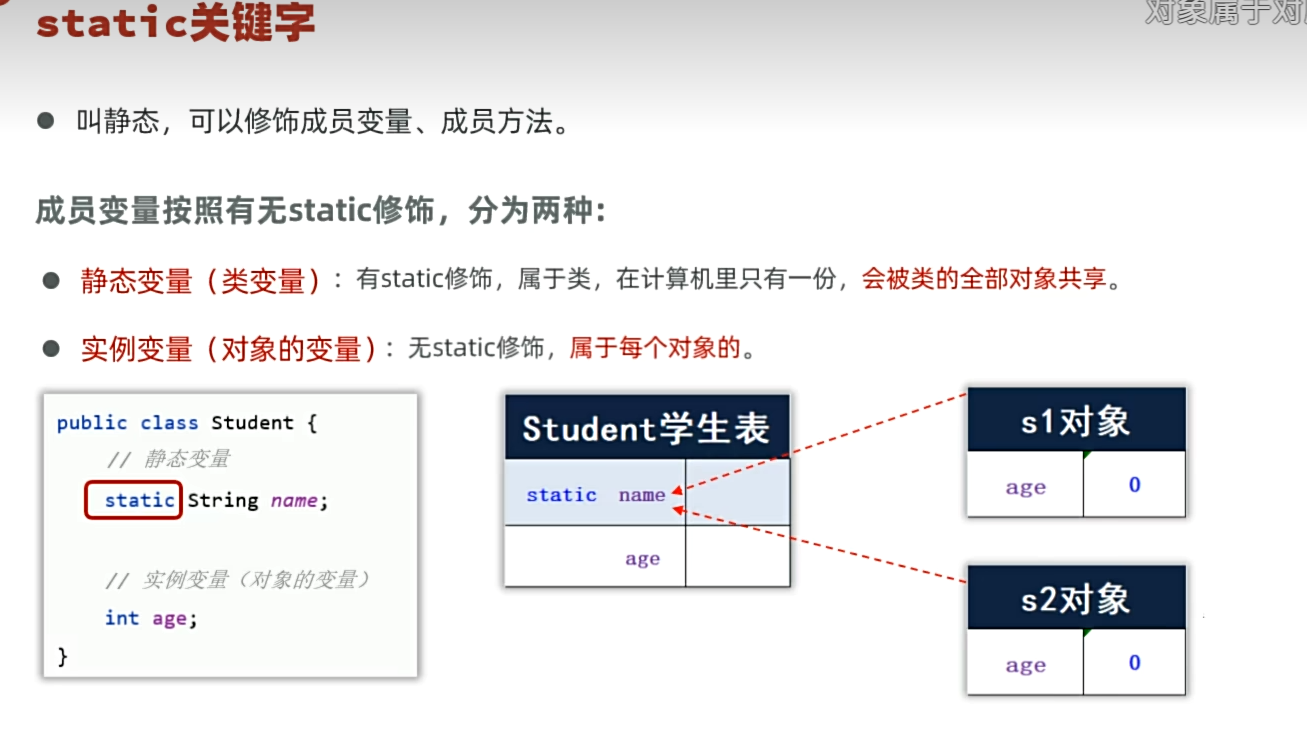 static关键字
对象属于对
● 叫静态，可以修饰成员变量、成员方法。
成员变量按照有无static修饰，分为两种：
● 静态变量（类变量）：有static修饰，属于类，在计算机里只有一份，会被类的全部对象共享。
● 实例变量（对象的变量）：无static修饰，属于每个对象的。
public class Student {
// 静态变量
static String name;
// 实例变量（对象的变量）
int age;
}
Student学生表
static name
age
s1对象
age 0
s2对象
age 0